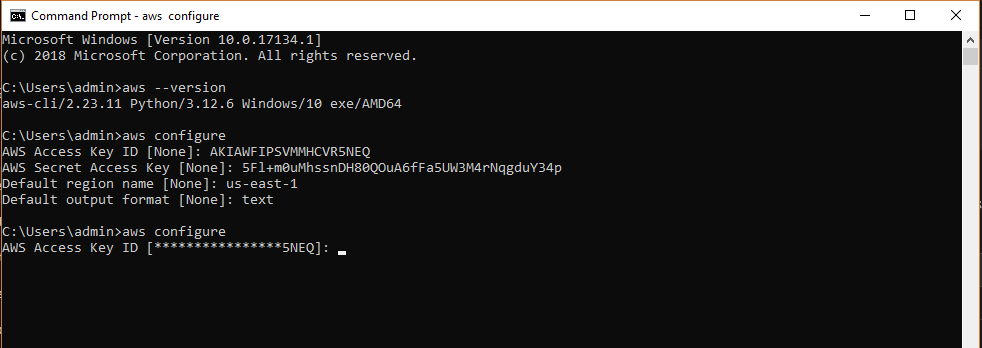 Command Prompt - aws configure
Microsoft Windows [Version 10.0.17134.1]
(c) 2018 Microsoft Corporation. All rights reserved.
C:\Users\admin>aws --version
aws-cli/2.23.11 Python/3.12.6 Windows/10 exe/AMD64
C:\Users\admin>aws configure
AWS Access Key ID [None]: AKIAWFIPSVMMHCVR5NEQ
AWS Secret Access Key [None]: 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
Default region name [None]: us-east-1
Default output format [None]: text
C:\Users\admin>aws configure
AWS Access Key ID [****************5NEQ]: